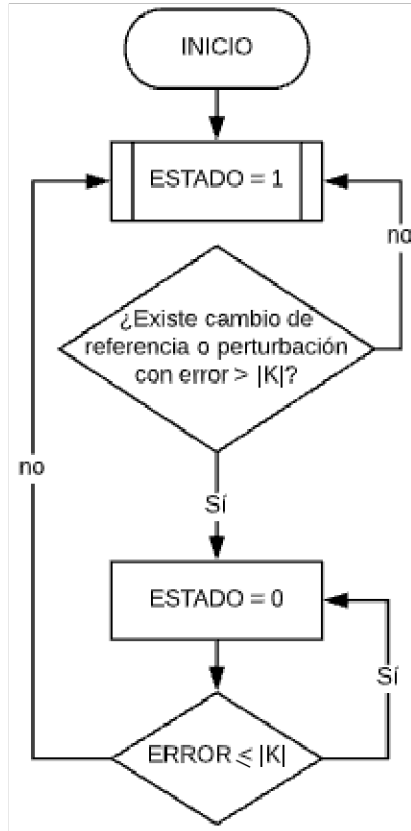 INICIO
ESTADO = 1
no
¿Existe cambio de
referencia o perturbación
con error > |K|?
no
Sí
ESTADO = 0
Sí
ERROR ⩽ |K|